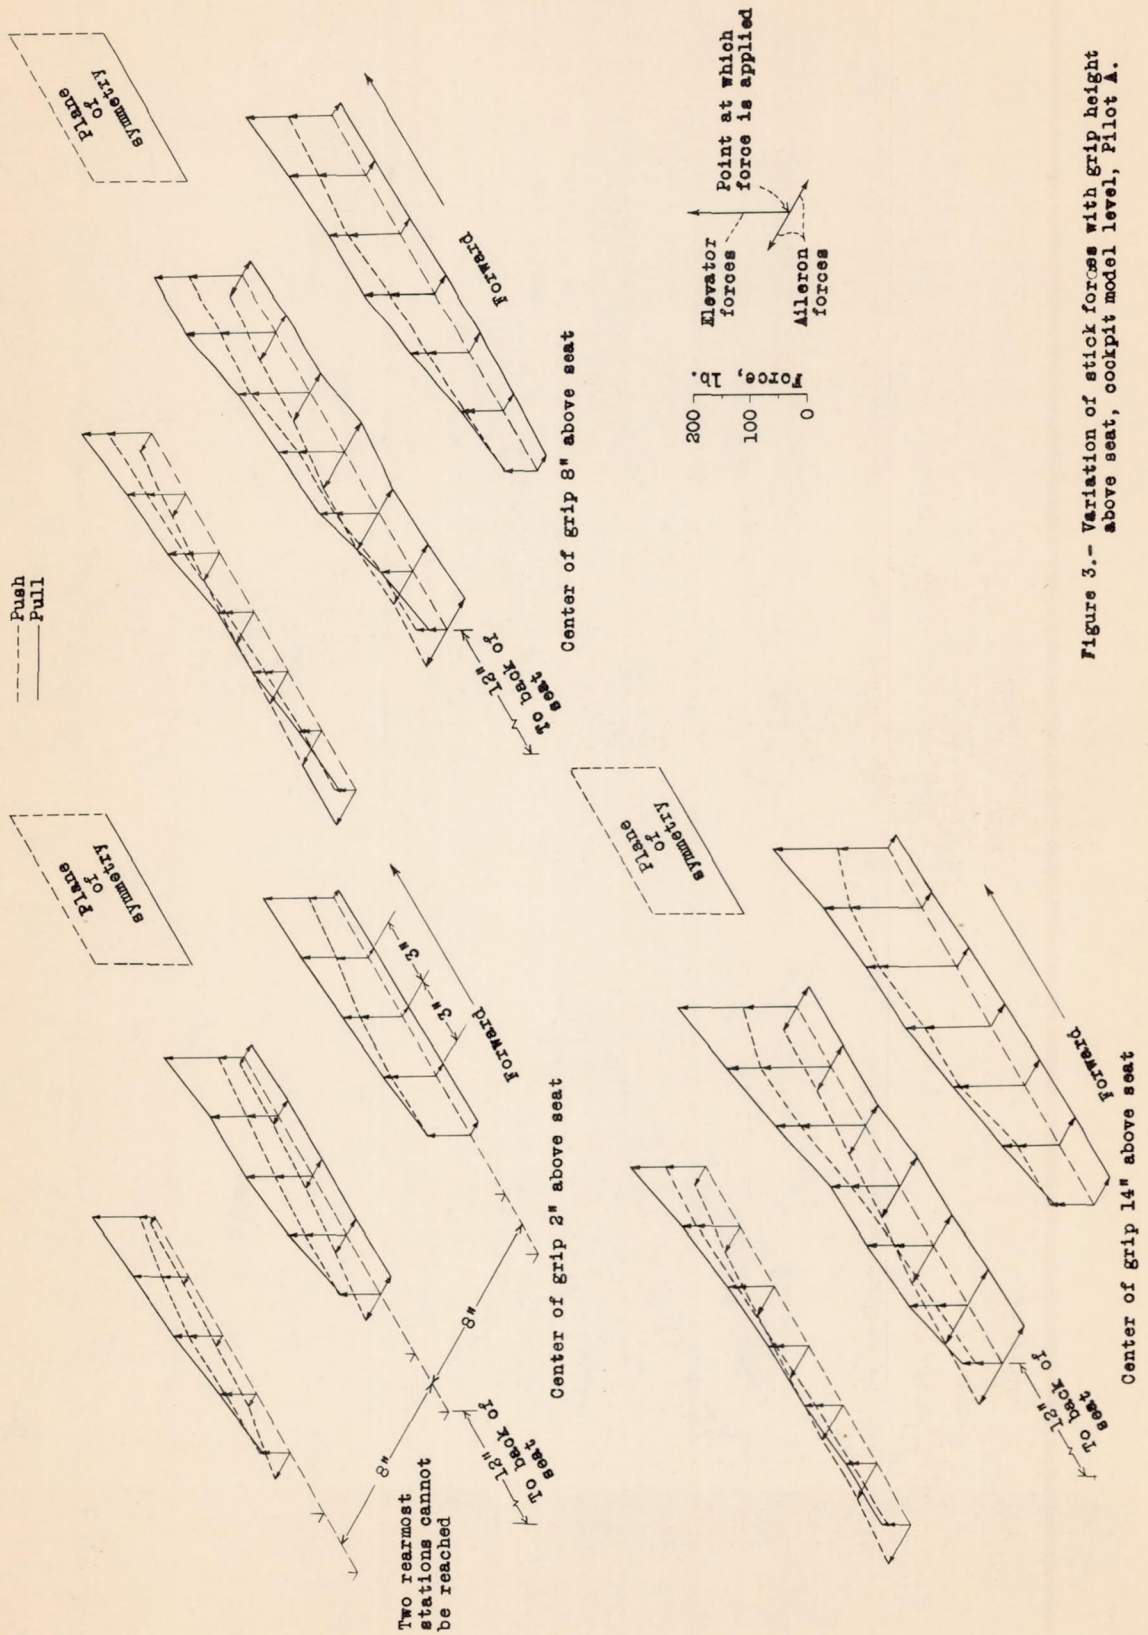 -----Push
——Pull
Plane
of
symmetry
Two rearmost
stations cannot
be reached
8"
8"
12"
To back of
seat
3"
3"
Forward
Center of grip 2" above seat
Plane
of
symmetry
12"
To back of
seat
Forward
Center of grip 8" above seat
Plane
of
symmetry
12"
To back of
seat
Forward
Center of grip 14" above seat
200
100
0
Force, lb.
Elevator
forces
Point at which
force is applied
Aileron
forces
Figure 3.- Variation of stick forces with grip height
above seat, cockpit model level, Pilot A.